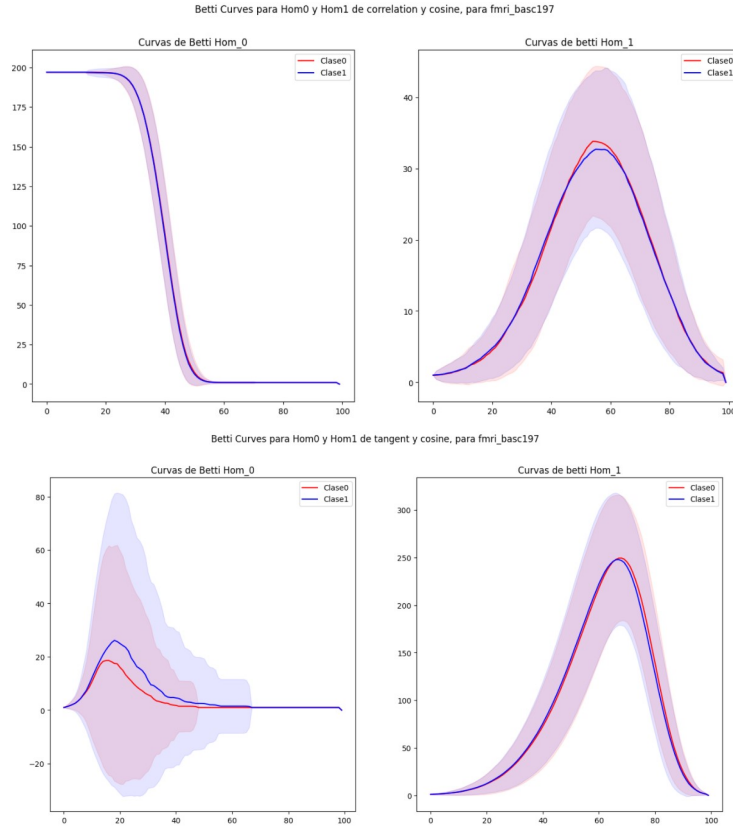 Betti Curves para Hom0 y Hom1 de correlation y cosine, para fmri_basc197
Curvas de Betti Hom_0
Clase0
Clase1
200
175
150
125
100
75
50
25
0
0 20 40 60 80 100
Curvas de betti Hom_1
Clase0
Clase1
40
30
20
10
0
0 20 40 60 80 100
Betti Curves para Hom0 y Hom1 de tangent y cosine, para fmri_basc197
Curvas de Betti Hom_0
Clase0
Clase1
80
60
40
20
0
−20
0 20 40 60 80 100
Curvas de betti Hom_1
Clase0
Clase1
300
250
200
150
100
50
0
0 20 40 60 80 100